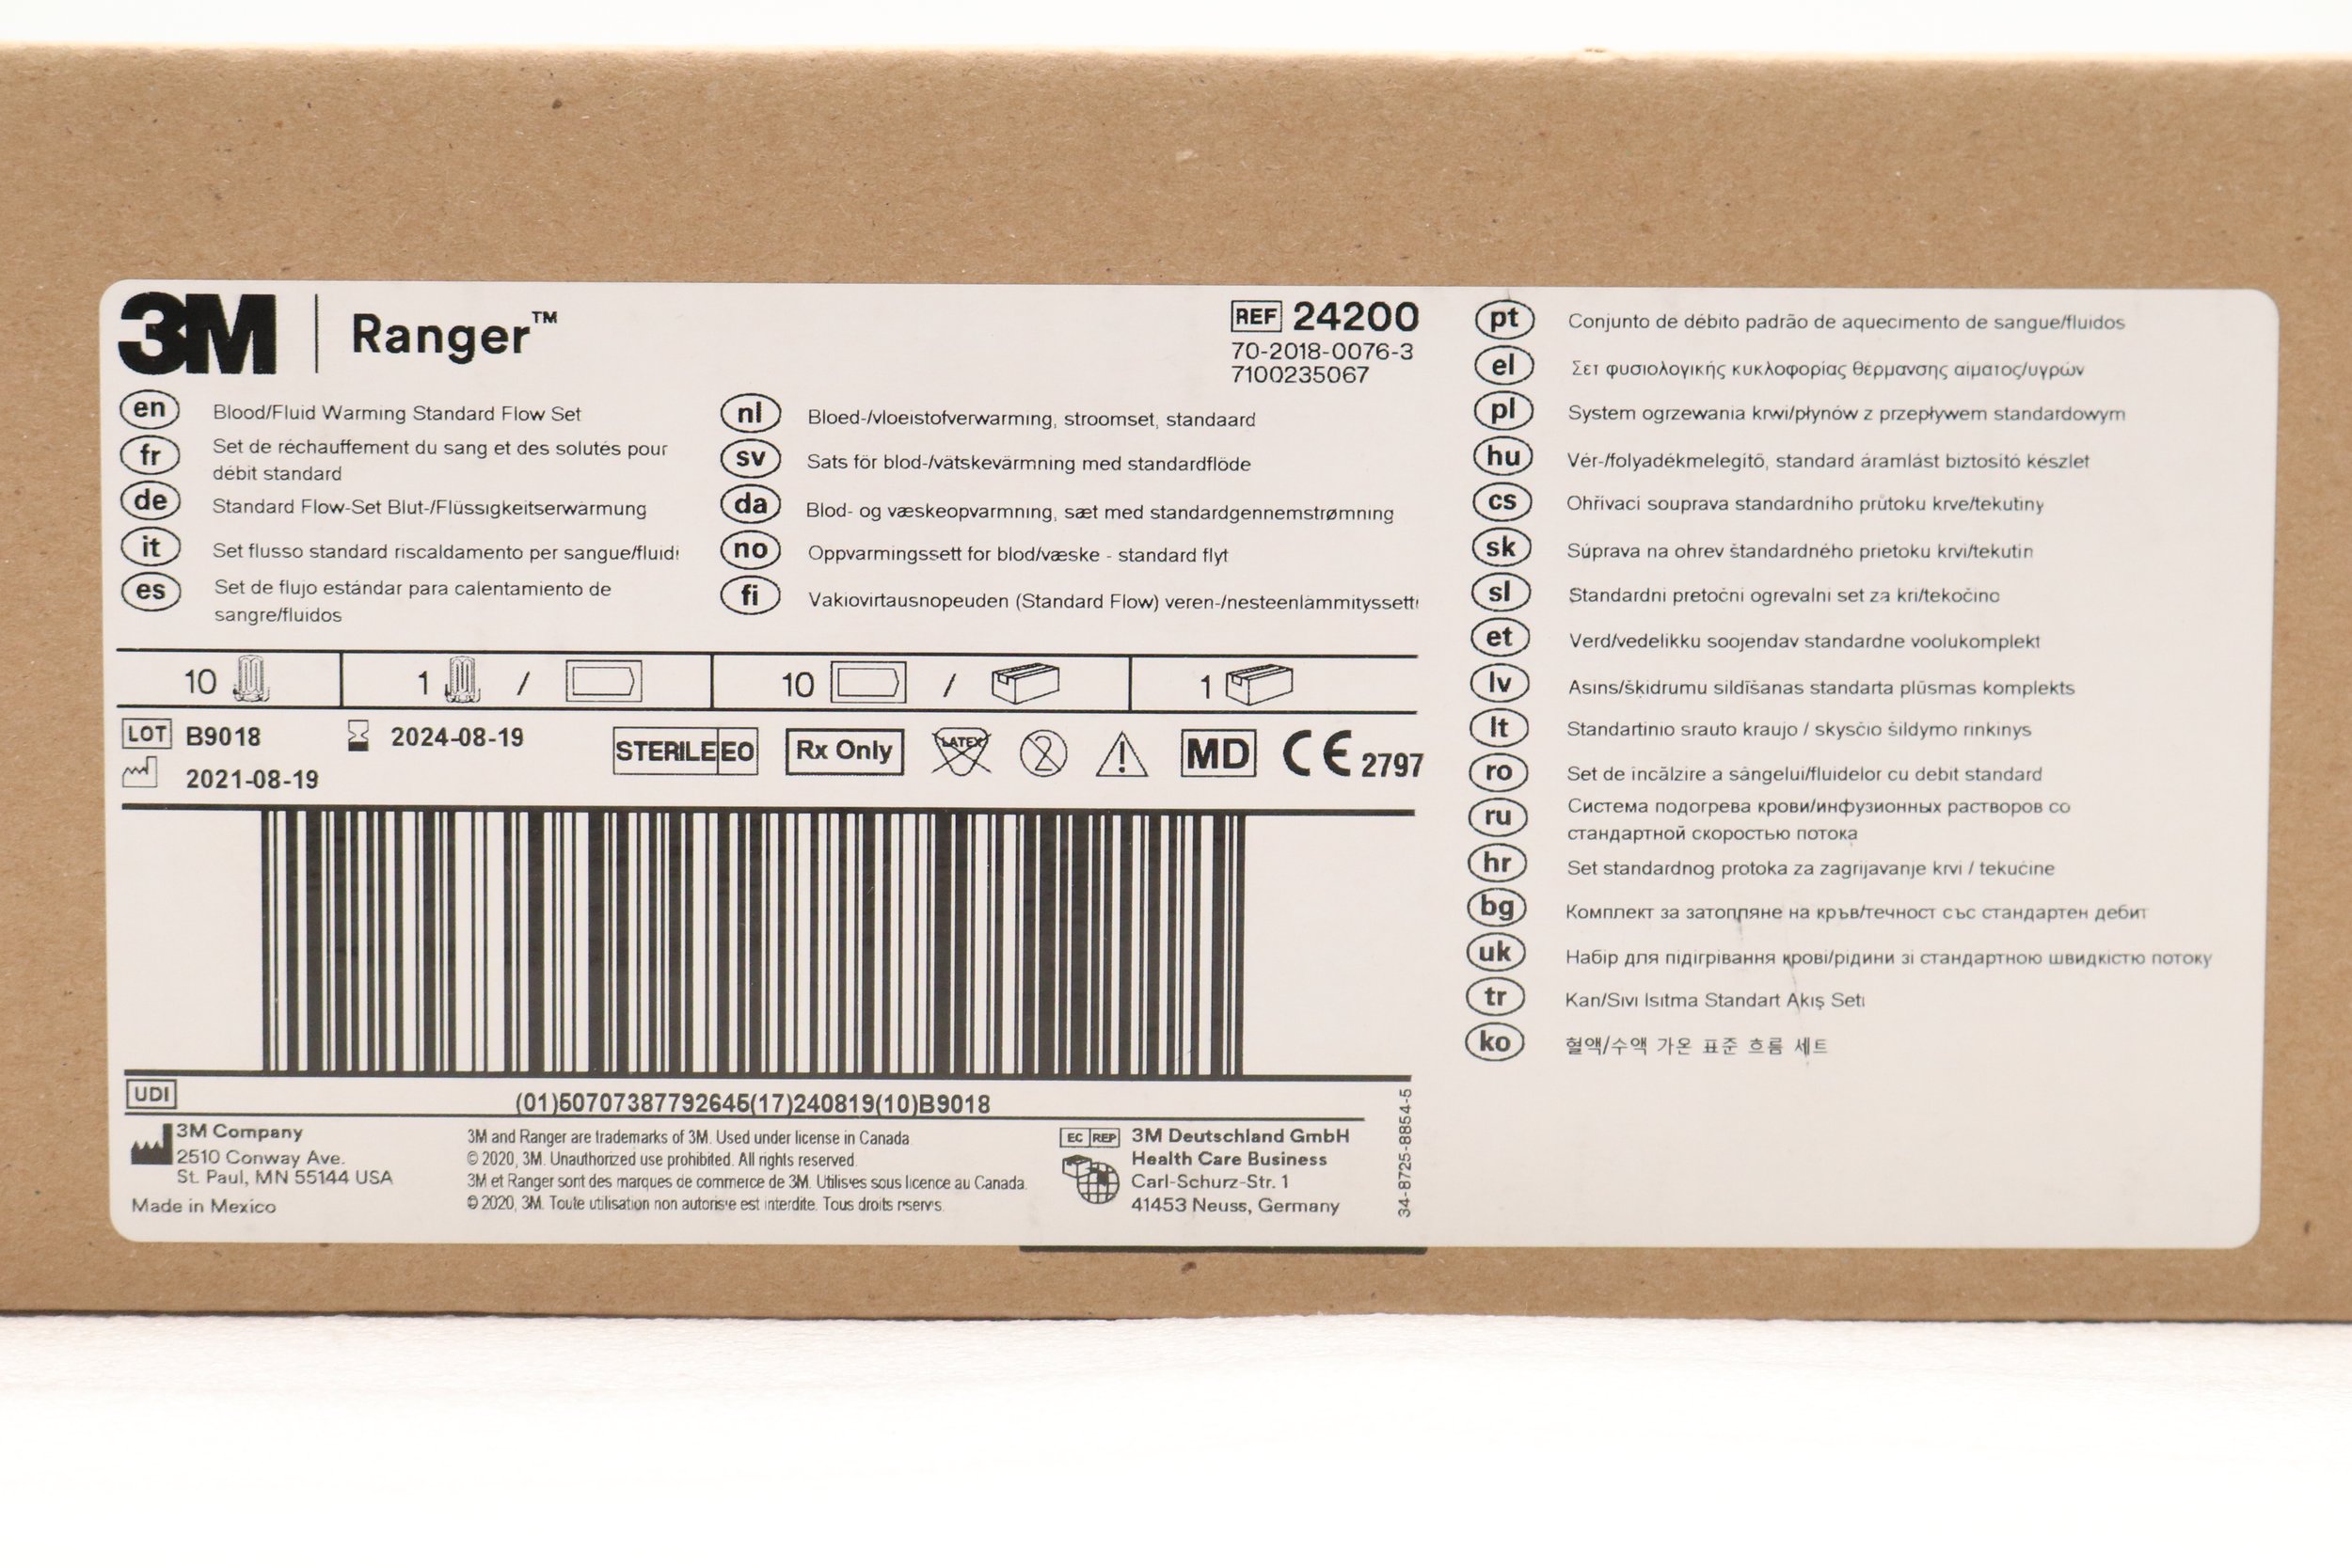 3M | Ranger™
REF 24200
70-2018-0076-3
7100235067
en Blood/Fluid Warming Standard Flow Set
fr Set de réchauffement du sang et des solutés pour
débit standard
de Standard Flow-Set Blut-/Flüssigkeitserwärmung
it Set flusso standard riscaldamento per sangue/fluidi
es Set de flujo estándar para calentamiento de
sangre/fluidos
nl Bloed-/vloeistofverwarming, stroomset, standaard
sv Sats för blod-/vätskevärmning med standardflöde
da Blod- og væskeopvarmning, sæt med standardgennemstrømning
no Oppvarmingssett for blod/væske - standard flyt
fi Vakiovirtausnopeuden (Standard Flow) veren-/nesteenlämmityssetti
10
1 /
10 /
1
LOT B9018
2024-08-19
2021-08-19
STERILE EO
Rx Only
LATEX
2
MD
CE 2797
UDI
(01)50707387792645(17)240819(10)B9018
3M Company
2510 Conway Ave.
St. Paul, MN 55144 USA
Made in Mexico
3M and Ranger are trademarks of 3M. Used under license in Canada
© 2020, 3M. Unauthorized use prohibited. All rights reserved.
3M et Ranger sont des marques de commerce de 3M. Utilises sous licence au Canada.
© 2020, 3M. Toute utilisation non autoris'e est interdite. Tous droits r'serv's.
EC REP 3M Deutschland GmbH
Health Care Business
Carl-Schurz-Str. 1
41453 Neuss, Germany
34-8725-8854-5
pt Conjunto de débito padrão de aquecimento de sangue/fluidos
el Σετ φυσιολογικής κυκλοφορίας θέρμανσης αίματος/υγρών
pl System ogrzewania krwi/płynów z przepływem standardowym
hu Vér-/folyadékmelegítő, standard áramlást biztosító készlet
cs Ohřívací souprava standardního průtoku krve/tekutiny
sk Súprava na ohrev štandardného prietoku krvi/tekutín
sl Standardni pretočni ogrevalni set za kri/tekočino
et Verd/vedelikku soojendav standardne voolukomplekt
lv Asins/šķidrumu sildīšanas standarta plūsmas komplekts
lt Standartinio srauto kraujo / skysčio šildymo rinkinys
ro Set de încălzire a sângelui/fluidelor cu debit standard
ru Система подогрева крови/инфузионных растворов со
стандартной скоростью потока
hr Set standardnog protoka za zagrijavanje krvi / tekućine
bg Комплект за затопляне на кръв/течност със стандартен дебит
uk Набір для підігрівання крові/рідини зі стандартною швидкістю потоку
tr Kan/Sıvı Isıtma Standart Akış Seti
ko 혈액/수액 가온 표준 흐름 세트